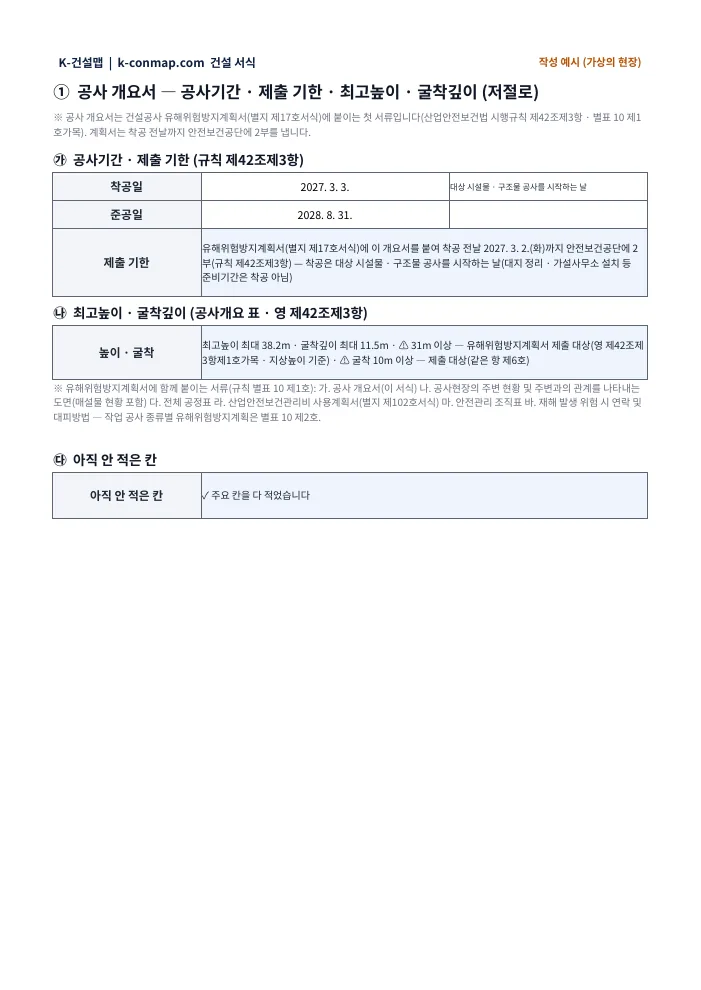 K-건설맵 | k-conmap.com 건설 서식
작성 예시 (가상의 현장)
① 공사 개요서 — 공사기간 · 제출 기한 · 최고높이 · 굴착깊이 (저절로)
※ 공사 개요서는 건설공사 유해위험방지계획서(별지 제17호서식)에 붙이는 첫 서류입니다(산업안전보건법 시행규칙 제42조제3항 · 별표 10 제1
호가목). 계획서는 착공 전날까지 안전보건공단에 2부를 냅니다.
㉮ 공사기간 · 제출 기한 (규칙 제42조제3항)
착공일
2027. 3. 3.
대상 시설물 · 구조물 공사를 시작하는 날
준공일
2028. 8. 31.
제출 기한
유해위험방지계획서(별지 제17호서식)에 이 개요서를 붙여 착공 전날 2027. 3. 2.(화)까지 안전보건공단에 2
부(규칙 제42조제3항) — 착공은 대상 시설물 · 구조물 공사를 시작하는 날(대지 정리 · 가설사무소 설치 등
준비기간은 착공 아님)
㉯ 최고높이 · 굴착깊이 (공사개요 표 · 영 제42조제3항)
높이 · 굴착
최고높이 최대 38.2m · 굴착깊이 최대 11.5m · ⚠ 31m 이상 — 유해위험방지계획서 제출 대상(영 제42조제
3항제1호가목 · 지상높이 기준) · ⚠ 굴착 10m 이상 — 제출 대상(같은 항 제6호)
※ 유해위험방지계획서에 함께 붙이는 서류(규칙 별표 10 제1호): 가. 공사 개요서(이 서식) 나. 공사현장의 주변 현황 및 주변과의 관계를 나타내는
도면(매설물 현황 포함) 다. 전체 공정표 라. 산업안전보건관리비 사용계획서(별지 제102호서식) 마. 안전관리 조직표 바. 재해 발생 위험 시 연락 및
대피방법 — 작업 공사 종류별 유해위험방지계획은 별표 10 제2호.
㉰ 아직 안 적은 칸
아직 안 적은 칸
✓ 주요 칸을 다 적었습니다